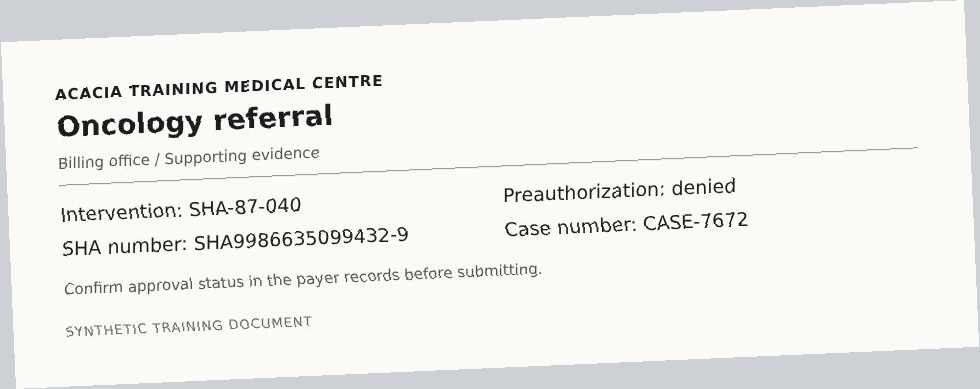 ACACIA TRAINING MEDICAL CENTRE
Oncology referral
Billing office / Supporting evidence
Intervention: SHA-87-040
Preauthorization: denied
SHA number: SHA9986635099432-9
Case number: CASE-7672
Confirm approval status in the payer records before submitting.
SYNTHETIC TRAINING DOCUMENT